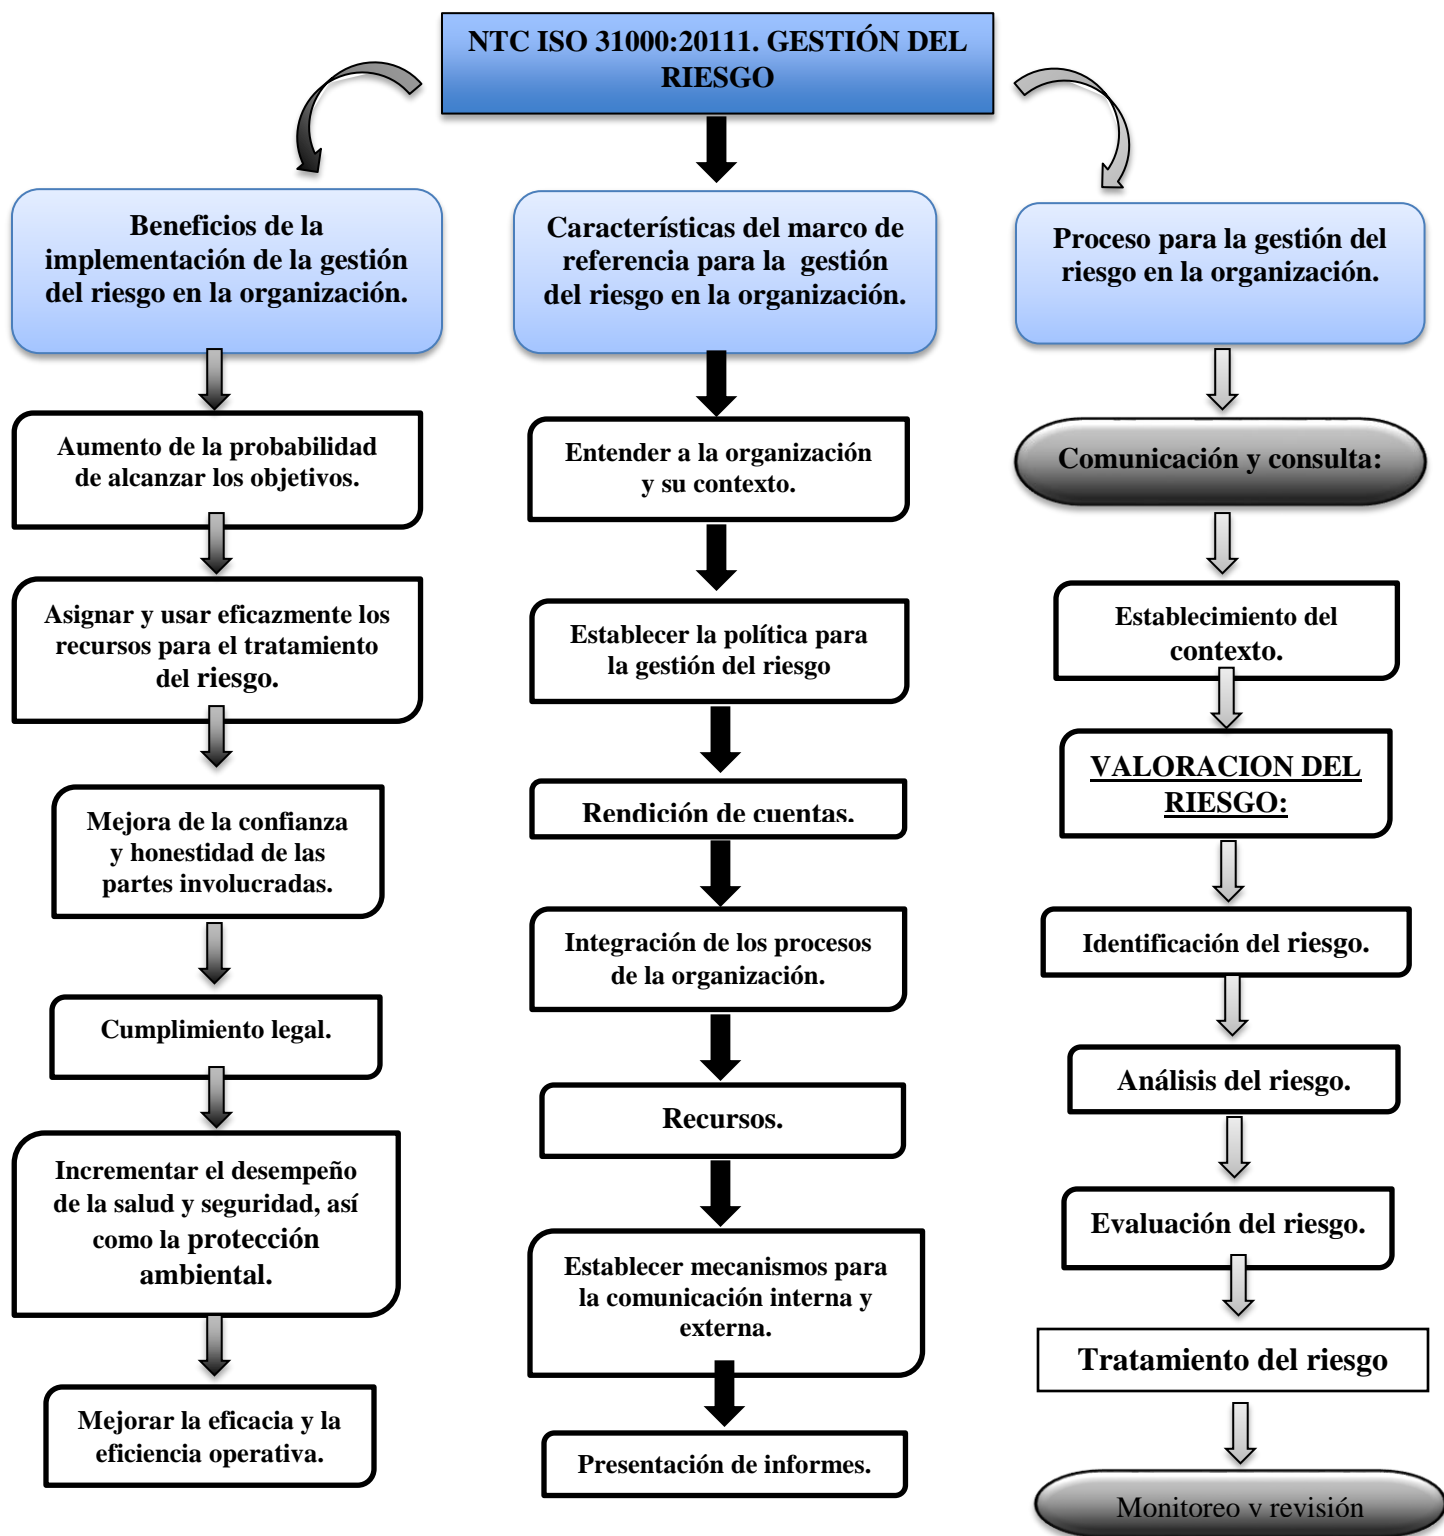 NTC ISO 31000:20111. GESTIÓN DEL
RIESGO
Beneficios de la
implementación de la gestión
del riesgo en la organización.
Aumento de la probabilidad
de alcanzar los objetivos.
Asignar y usar eficazmente los
recursos para el tratamiento
del riesgo.
Mejora de la confianza
y honestidad de las
partes involucradas.
Cumplimiento legal.
Incrementar el desempeño
de la salud y seguridad, así
como la protección
ambiental.
Mejorar la eficacia y la
eficiencia operativa.
Características del marco de
referencia para la gestión
del riesgo en la organización.
Entender a la organización
y su contexto.
Establecer la política para
la gestión del riesgo
Rendición de cuentas.
Integración de los procesos
de la organización.
Recursos.
Establecer mecanismos para
la comunicación interna y
externa.
Presentación de informes.
Proceso para la gestión del
riesgo en la organización.
Comunicación y consulta:
Establecimiento del
contexto.
VALORACION DEL
RIESGO:
Identificación del riesgo.
Análisis del riesgo.
Evaluación del riesgo.
Tratamiento del riesgo
Monitoreo y revisión